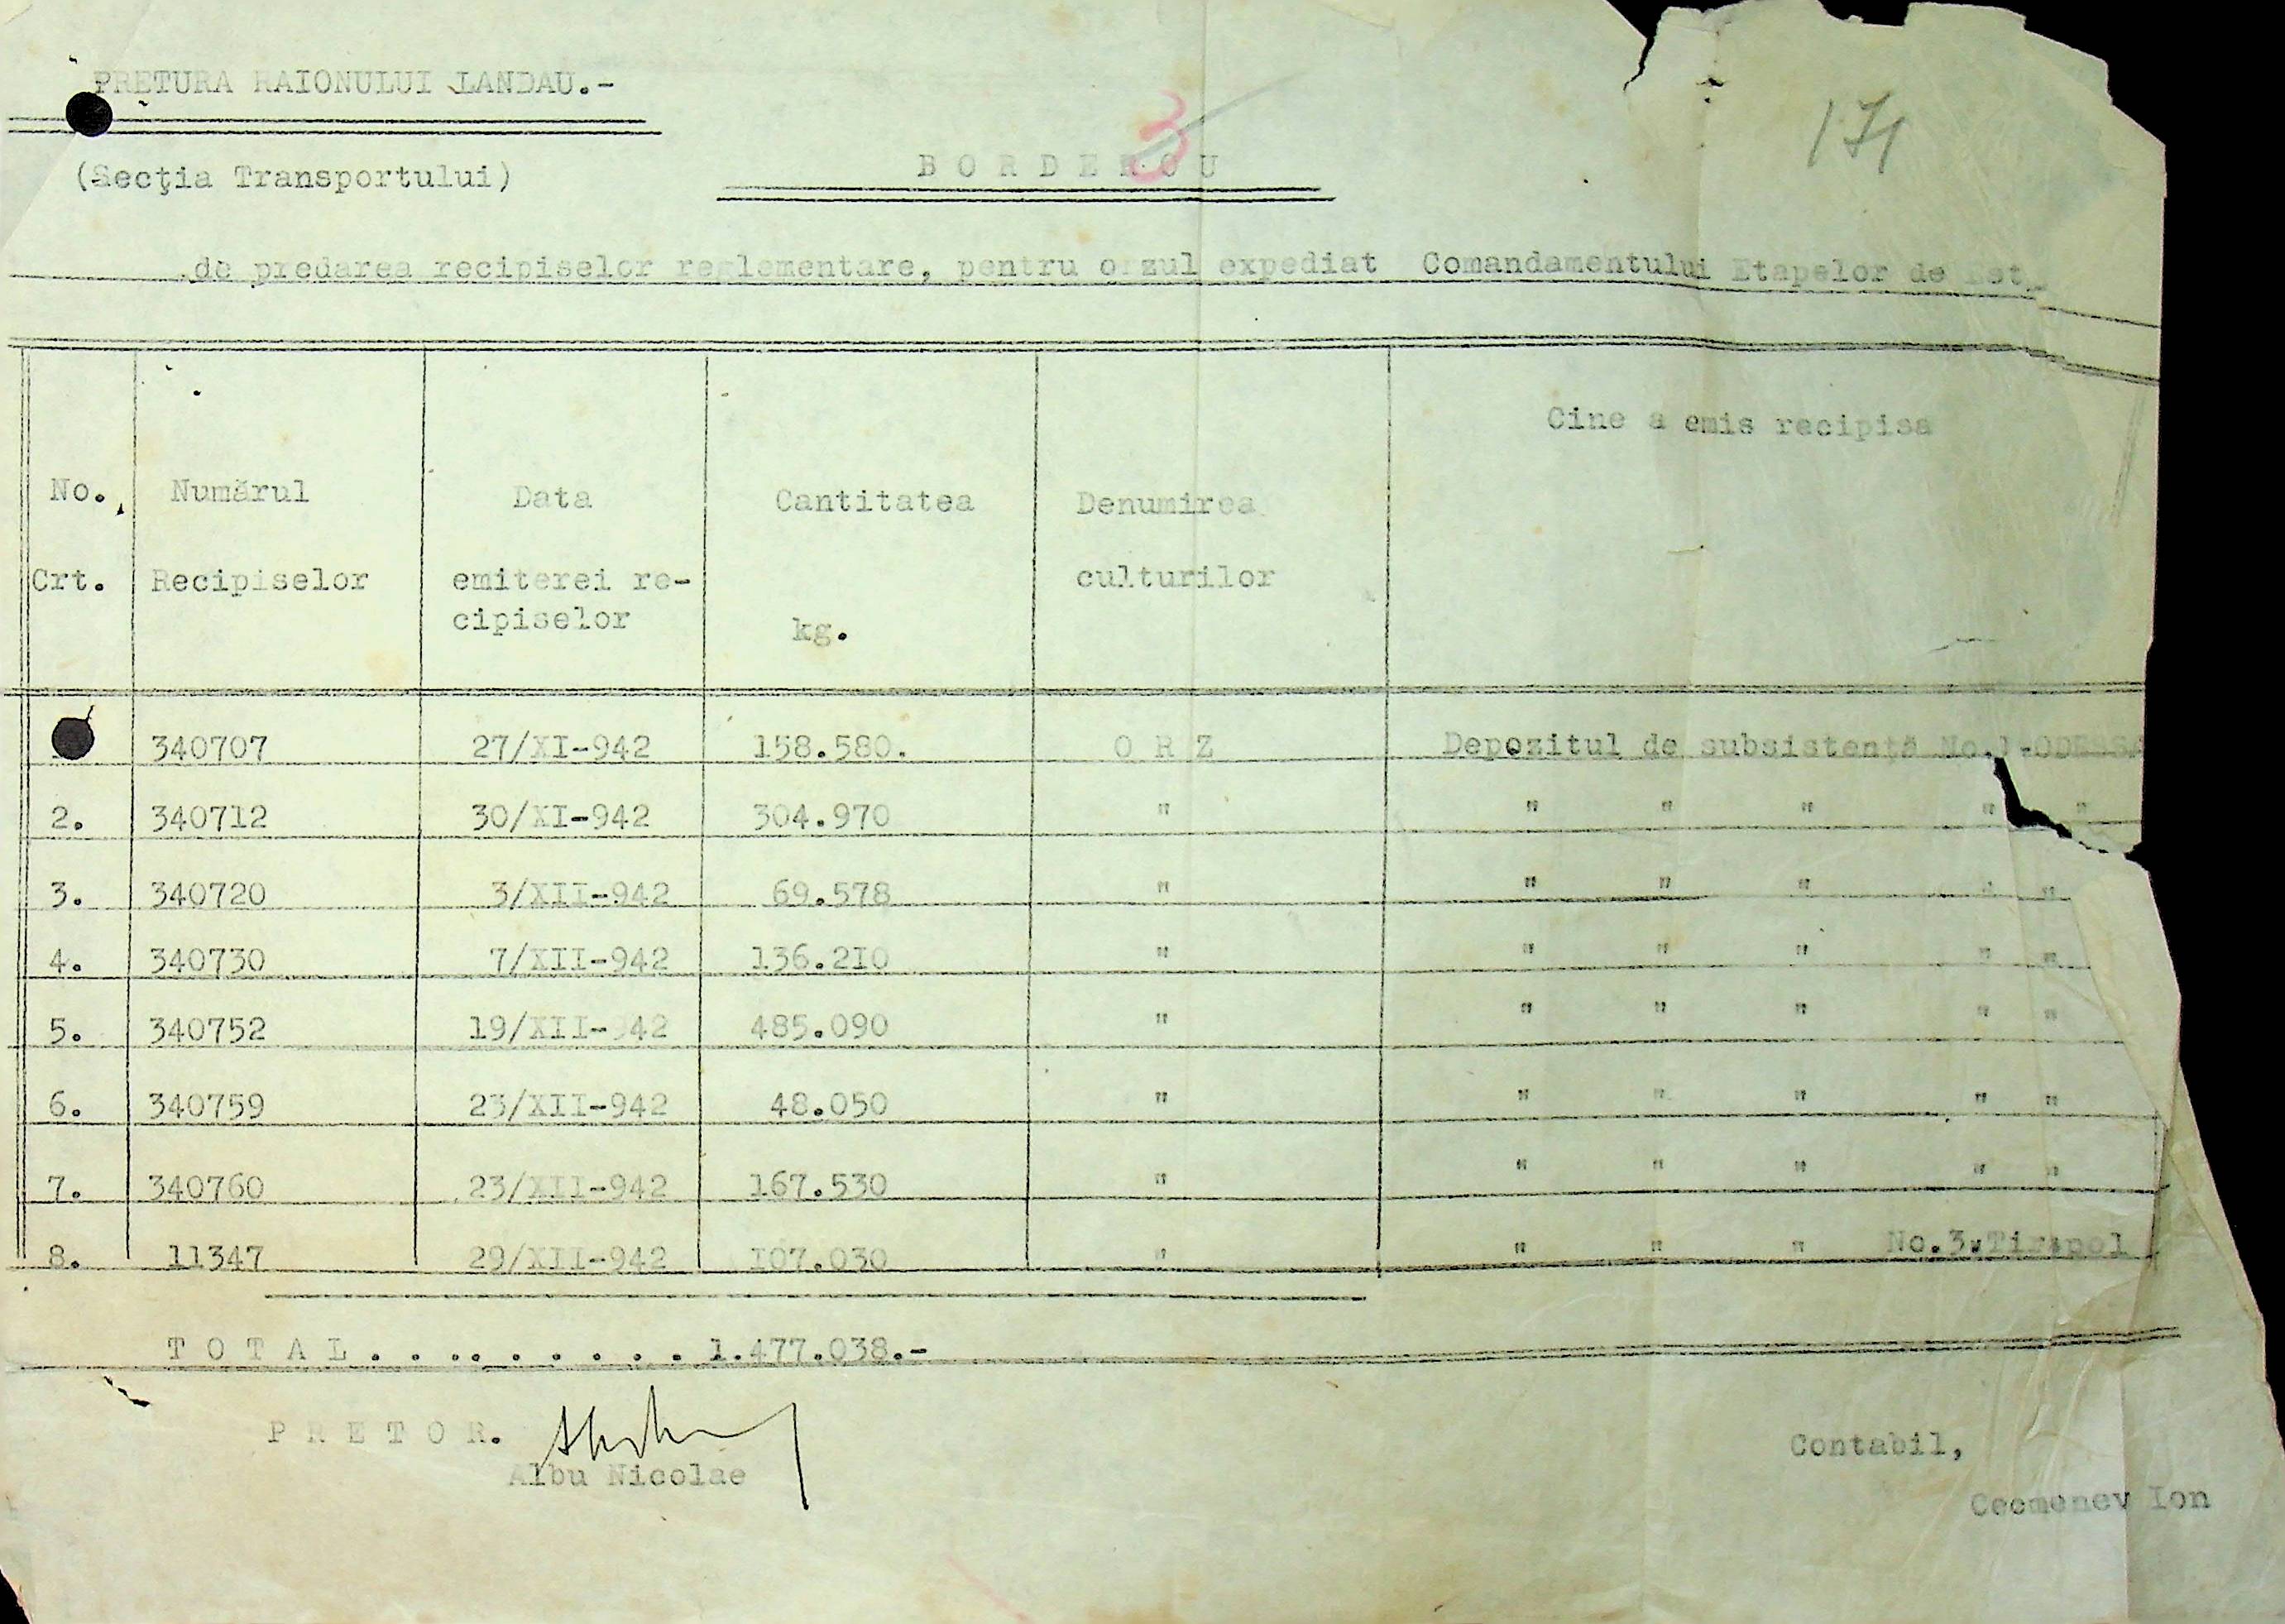 PRETURA RAIONULUI LANDAU.-
(Secţia Transportului)
3
171
B O R D E R O U
de predarea recipiselor reglementare, pentru orzul expediat Comandamentului Etapelor de Est
No. Crt. Numărul Recipiselor Data emiterei re-cipiselor Cantitatea kg. Denumirea culturilor Cine a emis recipisa
340707 27/XI-942 158.580. O R Z Depozitul de subsistenţă No.1-ODESSA
2. 340712 30/XI-942 304.970 " " " " " "
3. 340720 3/XII-942 69.578 " " " " " "
4. 340730 7/XII-942 136.210 " " " " " "
5. 340752 19/XII-942 485.090 " " " " " "
6. 340759 23/XII-942 48.050 " " " " " "
7. 340760 23/XII-942 167.530 " " " " " "
8. 11347 29/XII-942 107.030 " " " " No.3.Tiraspol
T O T A L . . . . . . . . . . . 1.477.038.-
P R E T O R.
Albu Nicolae
Contabil,
Cecmenev Ion